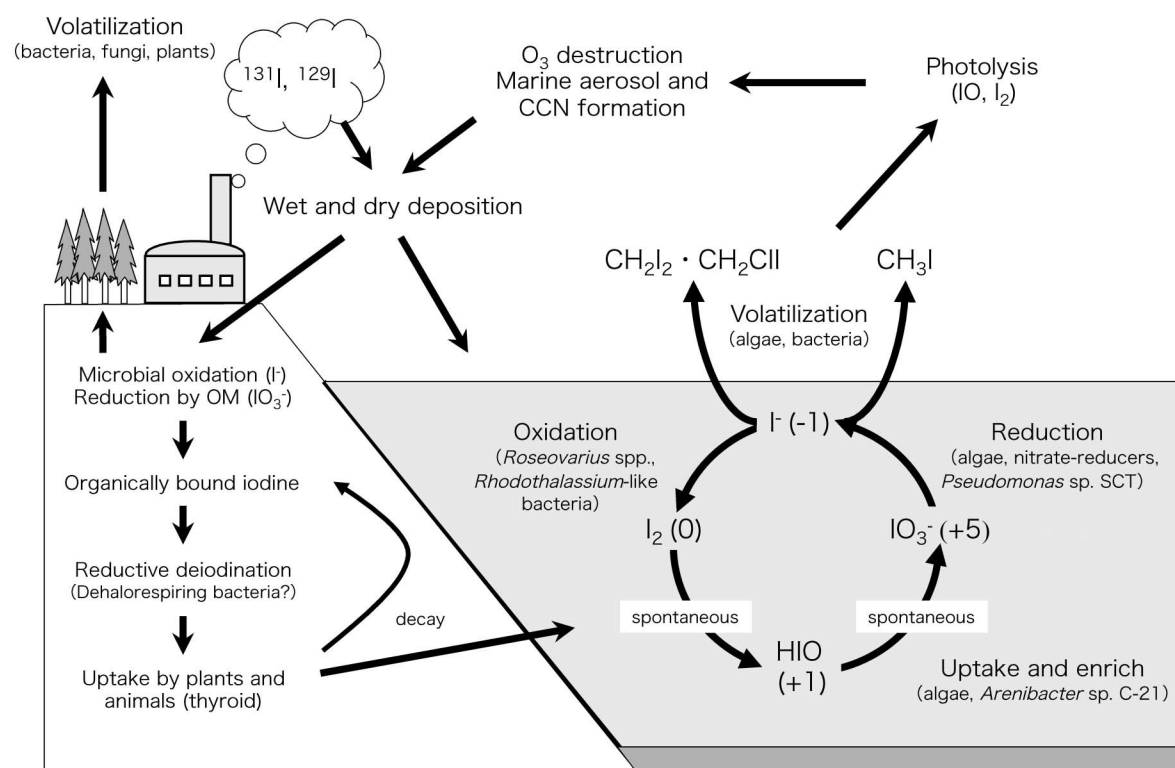 Volatilization
(bacteria, fungi, plants)
131I, 129I
O3 destruction
Marine aerosol and
CCN formation
Photolysis
(IO, I2)
Wet and dry deposition
CH2I2・CH2ClI
CH3I
Volatilization
(algae, bacteria)
Microbial oxidation (I-)
Reduction by OM (IO3-)
Organically bound iodine
Reductive deiodination
(Dehalorespiring bacteria?)
Uptake by plants and
animals (thyroid)
decay
I- (-1)
Oxidation
(Roseovarius spp.,
Rhodothalassium-like
bacteria)
Reduction
(algae, nitrate-reducers,
Pseudomonas sp. SCT)
I2 (0)
IO3- (+5)
spontaneous
spontaneous
HIO
(+1)
Uptake and enrich
(algae, Arenibacter sp. C-21)